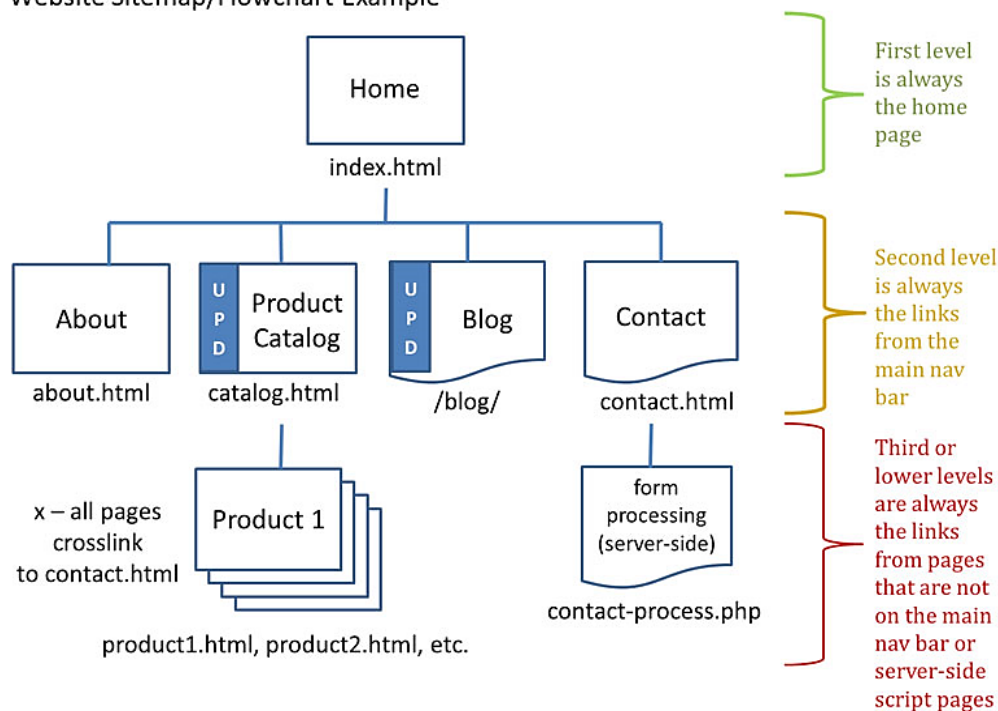 Website Sitemap/Flowchart Example
Home
index.html
First level
is always
the home
page
About
about.html
U
P
D
Product
Catalog
catalog.html
U
P
D
Blog
/blog/
Contact
contact.html
Second level
is always
the links
from the
main nav
bar
x – all pages
crosslink
to contact.html
Product 1
product1.html, product2.html, etc.
form
processing
(server-side)
contact-process.php
Third or
lower levels
are always
the links
from pages
that are not
on the main
nav bar or
server-side
script pages